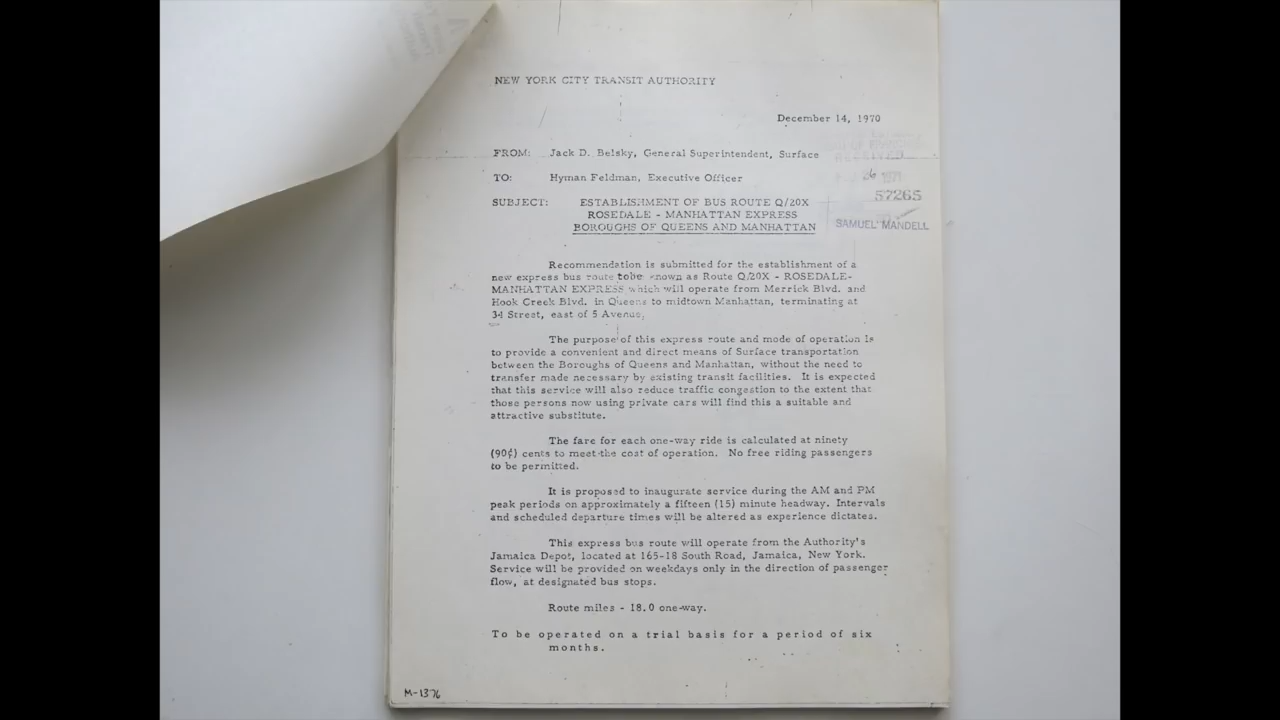 NEW YORK CITY TRANSIT AUTHORITY
December 14, 1970
FROM: Jack D. Belsky, General Superintendent, Surface
TO: Hyman Feldman, Executive Officer
RECEIVED
26 1971
57265
SAMUEL MANDELL
SUBJECT: ESTABLISHMENT OF BUS ROUTE Q/20X
ROSEDALE - MANHATTAN EXPRESS
BOROUGHS OF QUEENS AND MANHATTAN
Recommendation is submitted for the establishment of a
new express bus route tobe known as Route Q/20X - ROSEDALE-
MANHATTAN EXPRESS which will operate from Merrick Blvd. and
Hook Creek Blvd. in Queens to midtown Manhattan, terminating at
34 Street, east of 5 Avenue.
The purpose of this express route and mode of operation is
to provide a convenient and direct means of Surface transportation
between the Boroughs of Queens and Manhattan, without the need to
transfer made necessary by existing transit facilities. It is expected
that this service will also reduce traffic congestion to the extent that
those persons now using private cars will find this a suitable and
attractive substitute.
The fare for each one-way ride is calculated at ninety
(90¢) cents to meet the cost of operation. No free riding passengers
to be permitted.
It is proposed to inaugurate service during the AM and PM
peak periods on approximately a fifteen (15) minute headway. Intervals
and scheduled departure times will be altered as experience dictates.
This express bus route will operate from the Authority's
Jamaica Depot, located at 165-18 South Road, Jamaica, New York.
Service will be provided on weekdays only in the direction of passenger
flow, at designated bus stops.
Route miles - 18.0 one-way.
To be operated on a trial basis for a period of six
months.
M-1376